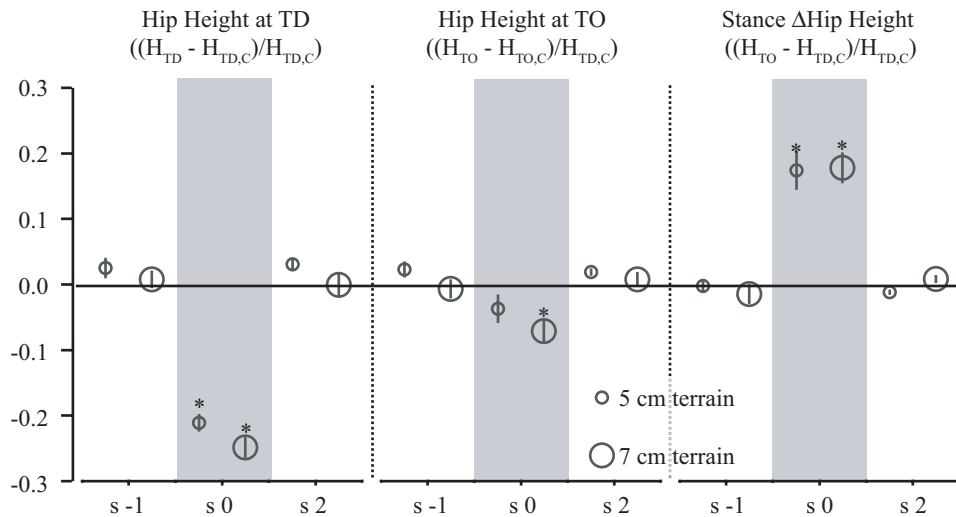 Hip Height at TD
((H_TD - H_TD,C)/H_TD,C)
Hip Height at TO
((H_TO - H_TO,C)/H_TD,C)
Stance ΔHip Height
((H_TO - H_TD,C)/H_TD,C)
0.3
0.2
0.1
0.0
-0.1
-0.2
-0.3
* *
*
* *
5 cm terrain
7 cm terrain
s -1 s 0 s 2
s -1 s 0 s 2
s -1 s 0 s 2